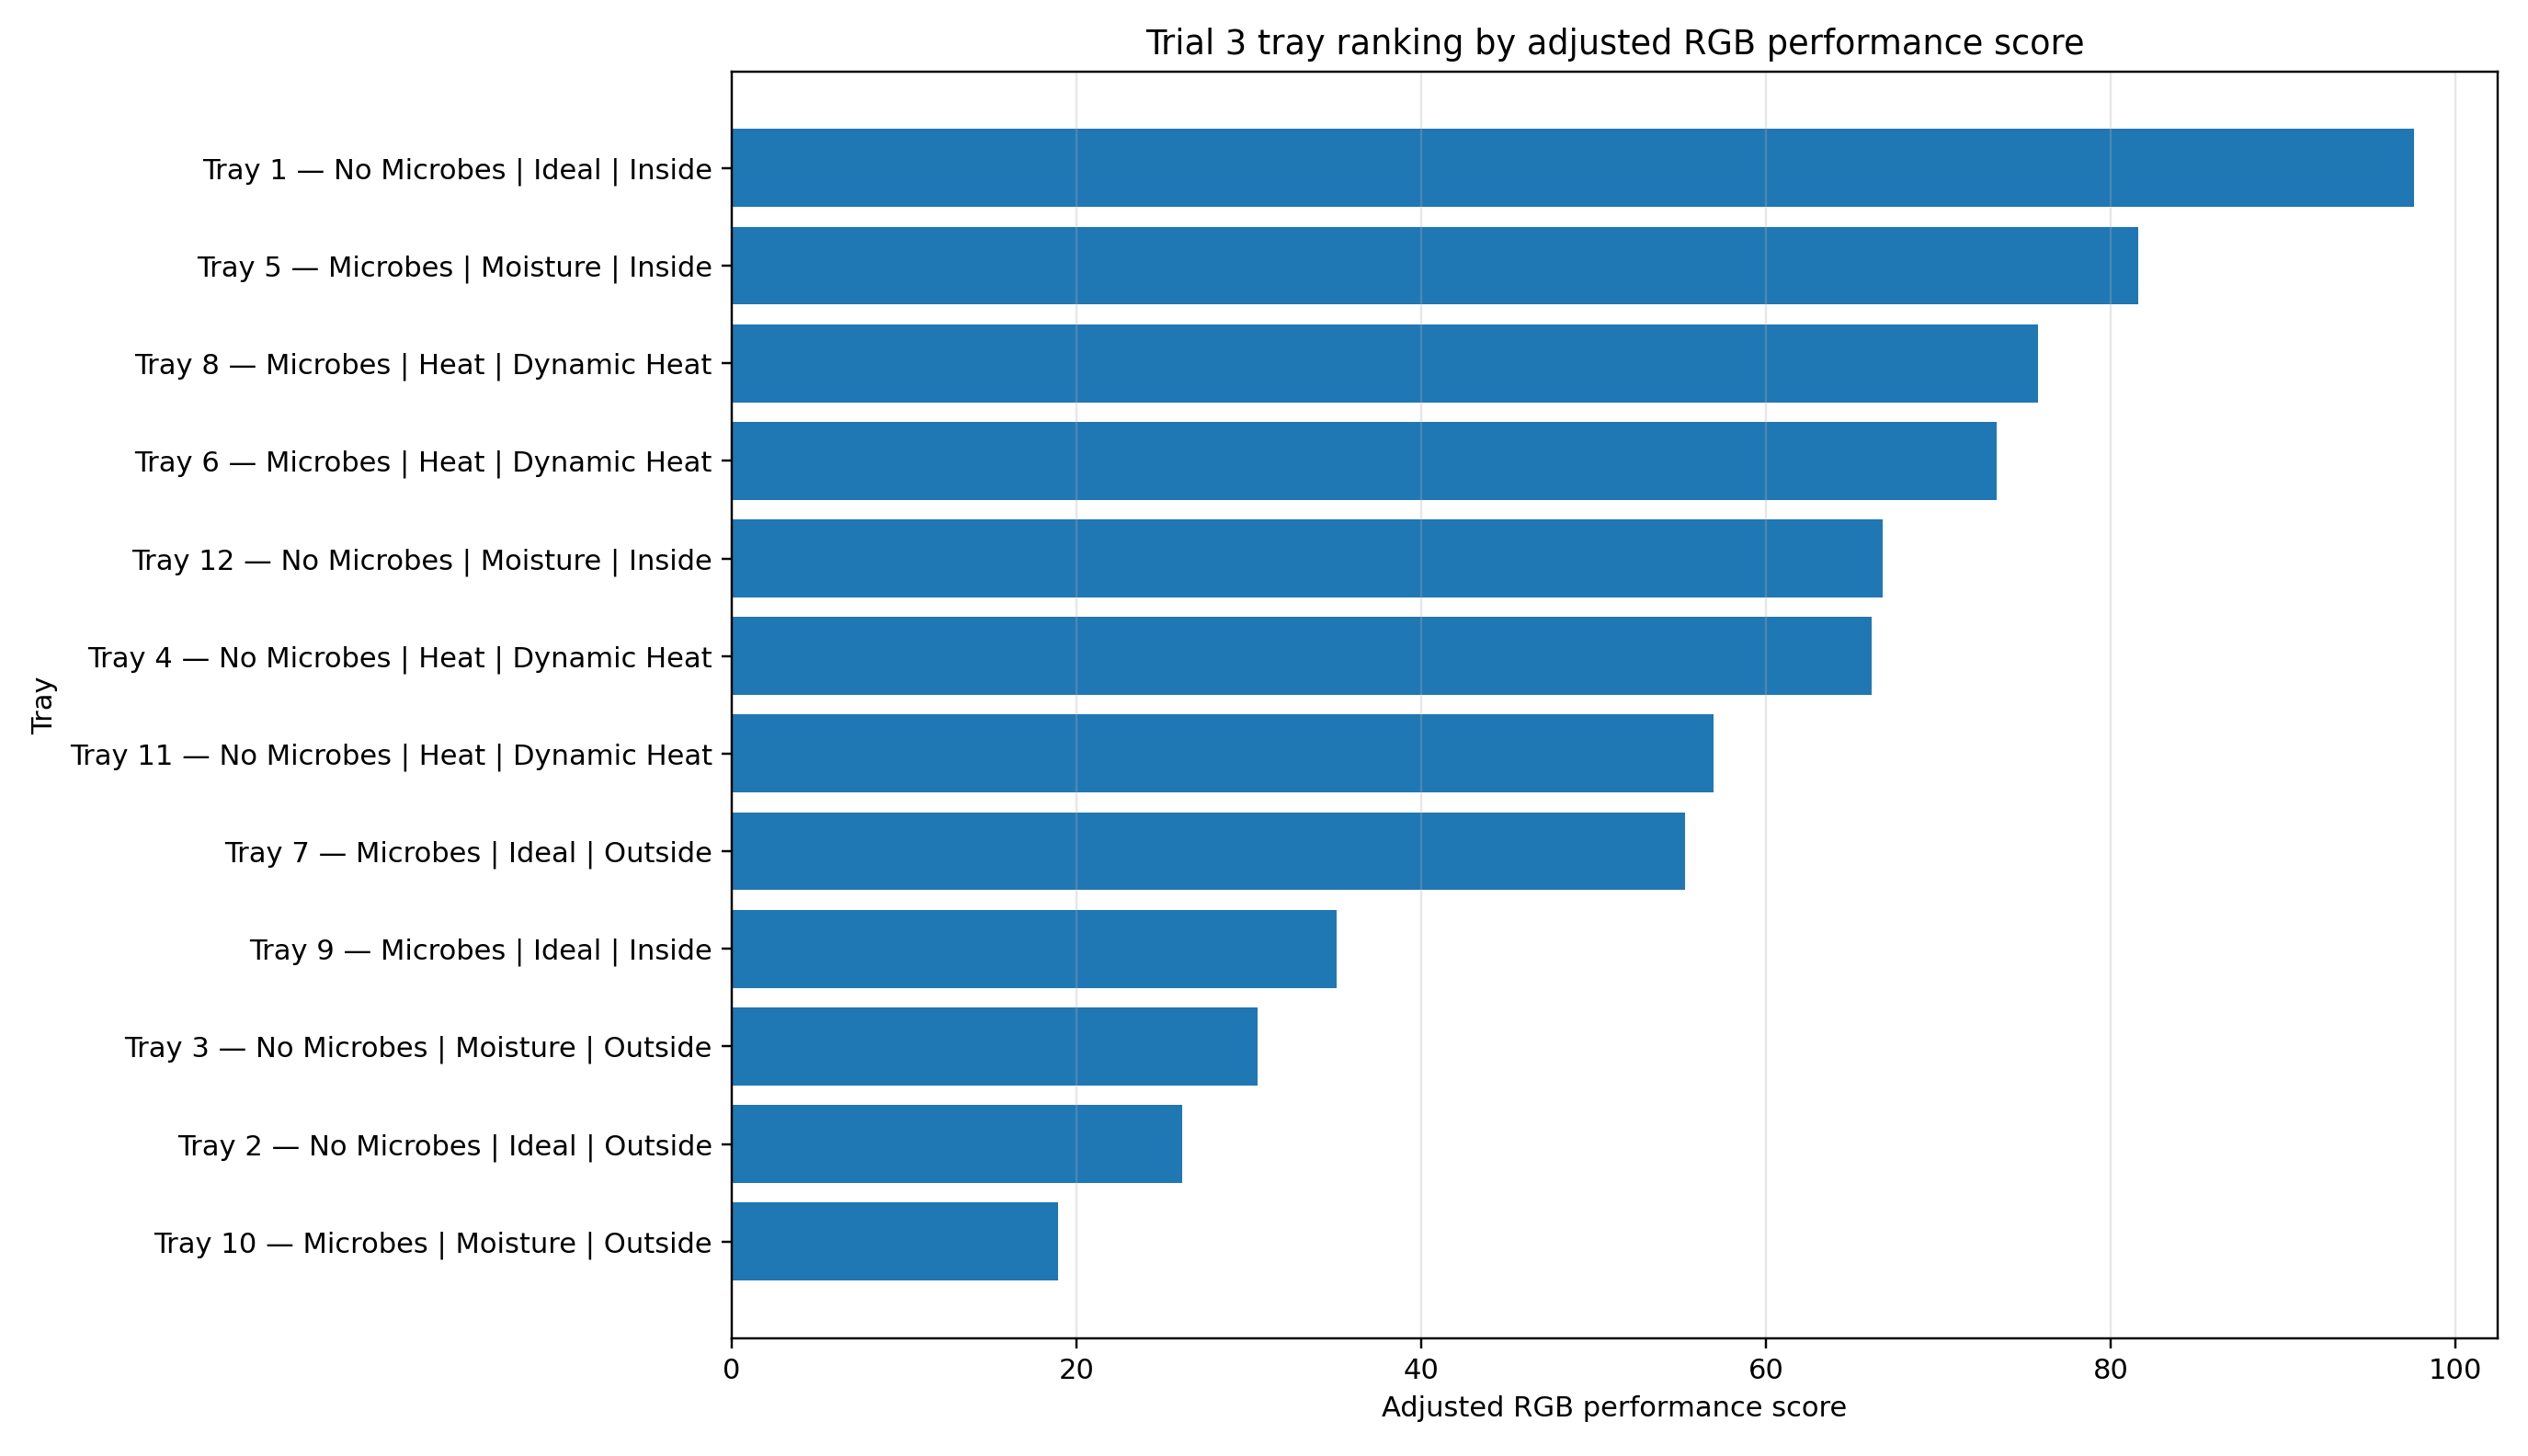 Trial 3 tray ranking by adjusted RGB performance score
Tray
Tray 1 — No Microbes | Ideal | Inside
Tray 5 — Microbes | Moisture | Inside
Tray 8 — Microbes | Heat | Dynamic Heat
Tray 6 — Microbes | Heat | Dynamic Heat
Tray 12 — No Microbes | Moisture | Inside
Tray 4 — No Microbes | Heat | Dynamic Heat
Tray 11 — No Microbes | Heat | Dynamic Heat
Tray 7 — Microbes | Ideal | Outside
Tray 9 — Microbes | Ideal | Inside
Tray 3 — No Microbes | Moisture | Outside
Tray 2 — No Microbes | Ideal | Outside
Tray 10 — Microbes | Moisture | Outside
0 20 40 60 80 100
Adjusted RGB performance score